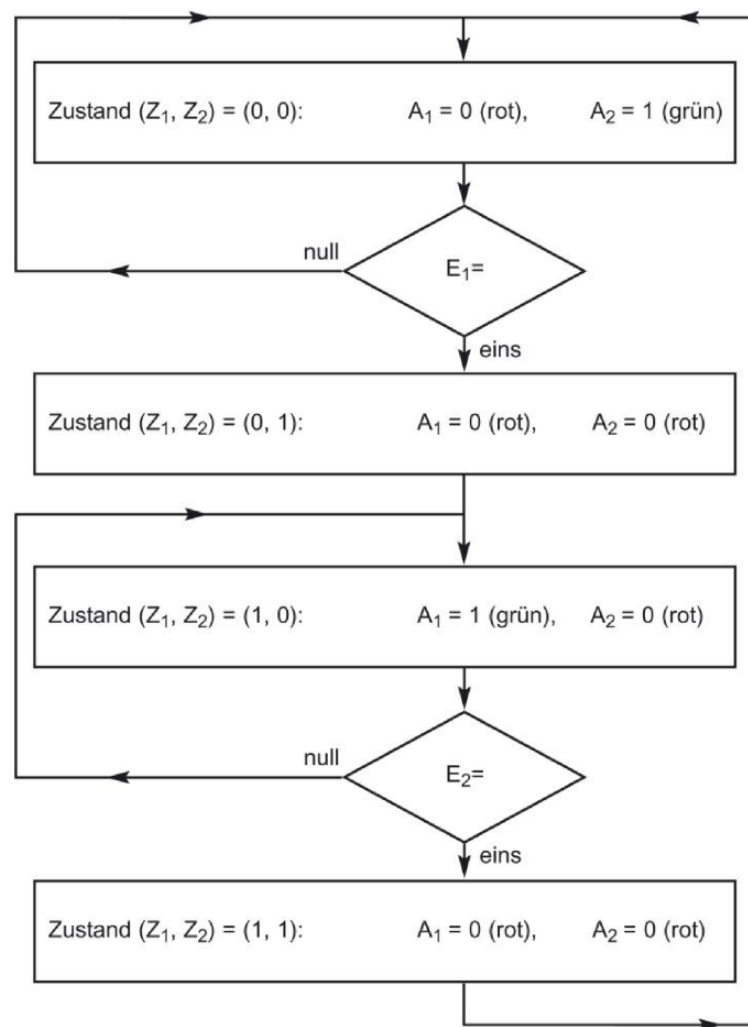 Zustand (Z₁, Z₂) = (0, 0): A₁ = 0 (rot), A₂ = 1 (grün)
null
E₁=
eins
Zustand (Z₁, Z₂) = (0, 1): A₁ = 0 (rot), A₂ = 0 (rot)
Zustand (Z₁, Z₂) = (1, 0): A₁ = 1 (grün), A₂ = 0 (rot)
null
E₂=
eins
Zustand (Z₁, Z₂) = (1, 1): A₁ = 0 (rot), A₂ = 0 (rot)